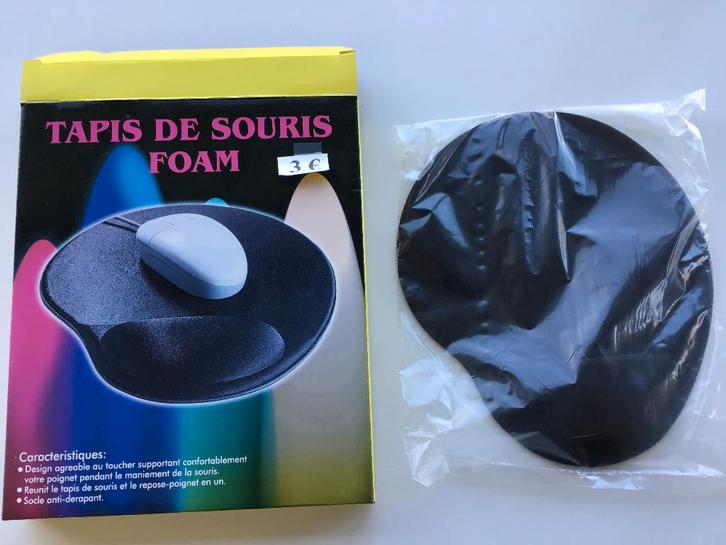 TAPIS DE SOURIS
FOAM
3 €
Caracteristiques:
• Design agreable au toucher supportant confortablement
votre poignet pendant le maniement de la souris.
• Reunit le tapis de souris et le repose-poignet en un.
• Socle anti-derapant.